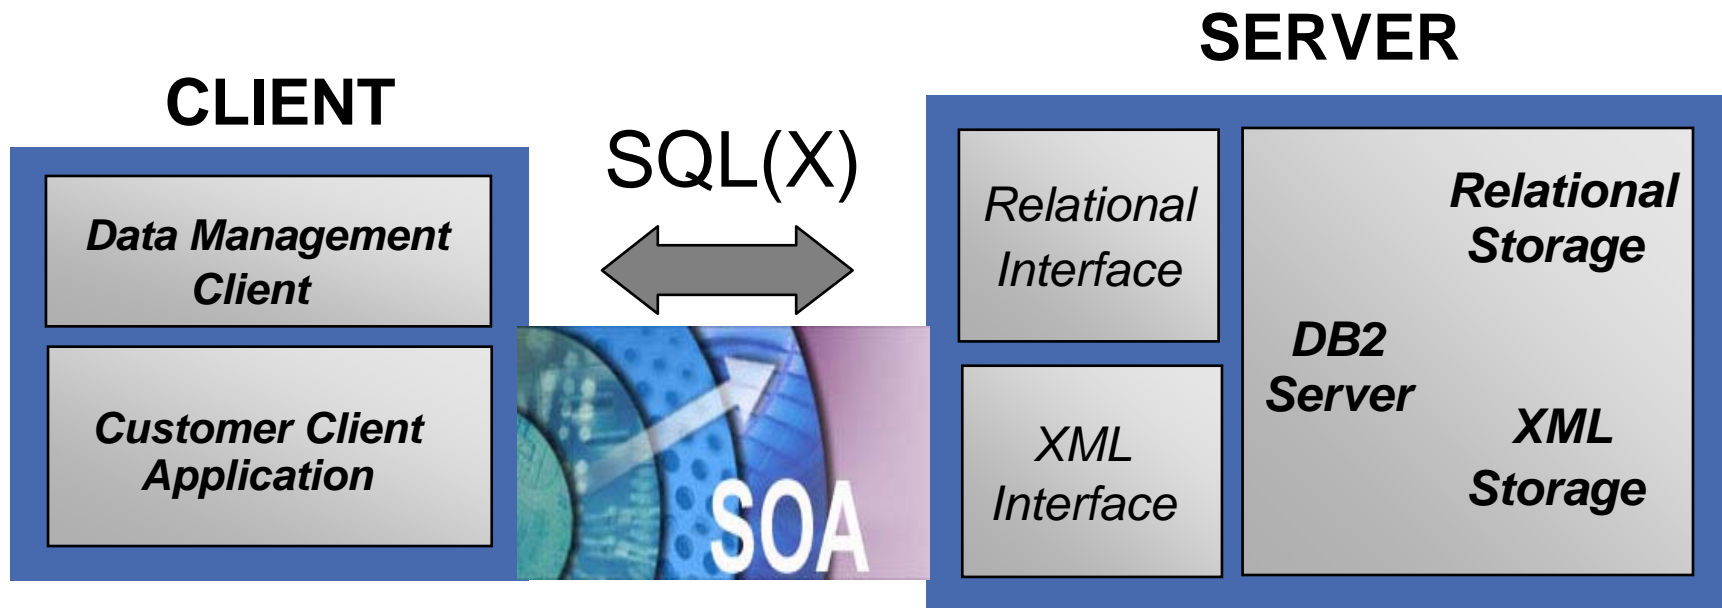 SERVER
CLIENT
SQL(X)
Data Management
Client
Customer Client
Application
SOA
Relational
Interface
XML
Interface
Relational
Storage
DB2
Server
XML
Storage